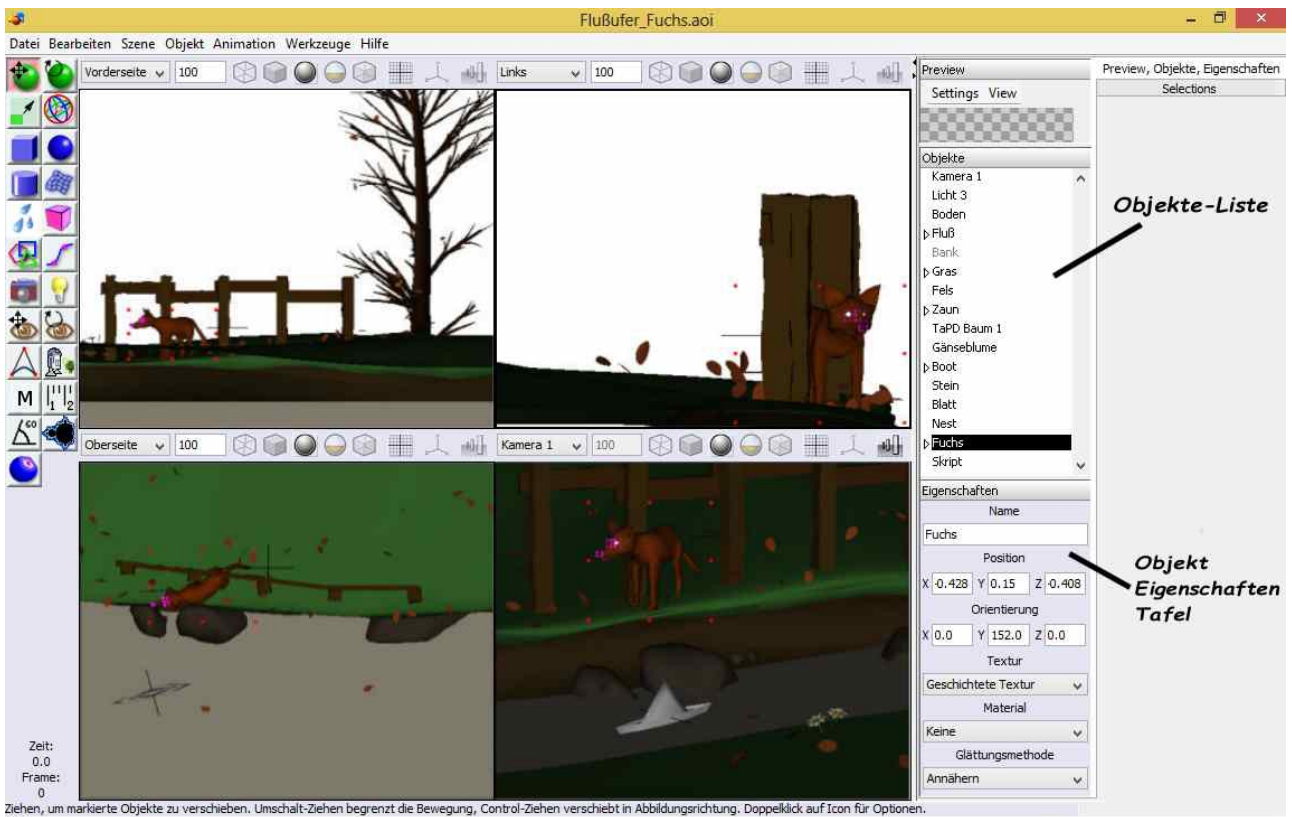 Flußufer_Fuchs.aoi
Datei Bearbeiten Szene Objekt Animation Werkzeuge Hilfe
Vorderseite 100
Links 100
Preview
Settings View
Preview, Objekte, Eigenschaften
Selections
Objekte
Kamera 1
Licht 3
Boden
Fluß
Bank
Gras
Fels
Zaun
TaPD Baum 1
Gänseblume
Boot
Stein
Blatt
Nest
Fuchs
Skript
Objekte-Liste
M
1 2
60
Oberseite 100
Kamera 1 100
Eigenschaften
Name
Fuchs
Position
X -0.428 Y 0.15 Z -0.408
Orientierung
X 0.0 Y 152.0 Z 0.0
Textur
Geschichtete Textur
Material
Keine
Glättungsmethode
Annähern
Objekt
Eigenschaften
Tafel
Zeit:
0.0
Frame:
0
Ziehen, um markierte Objekte zu verschieben. Umschalt-Ziehen begrenzt die Bewegung, Control-Ziehen verschiebt in Abbildungsrichtung. Doppelklick auf Icon für Optionen.